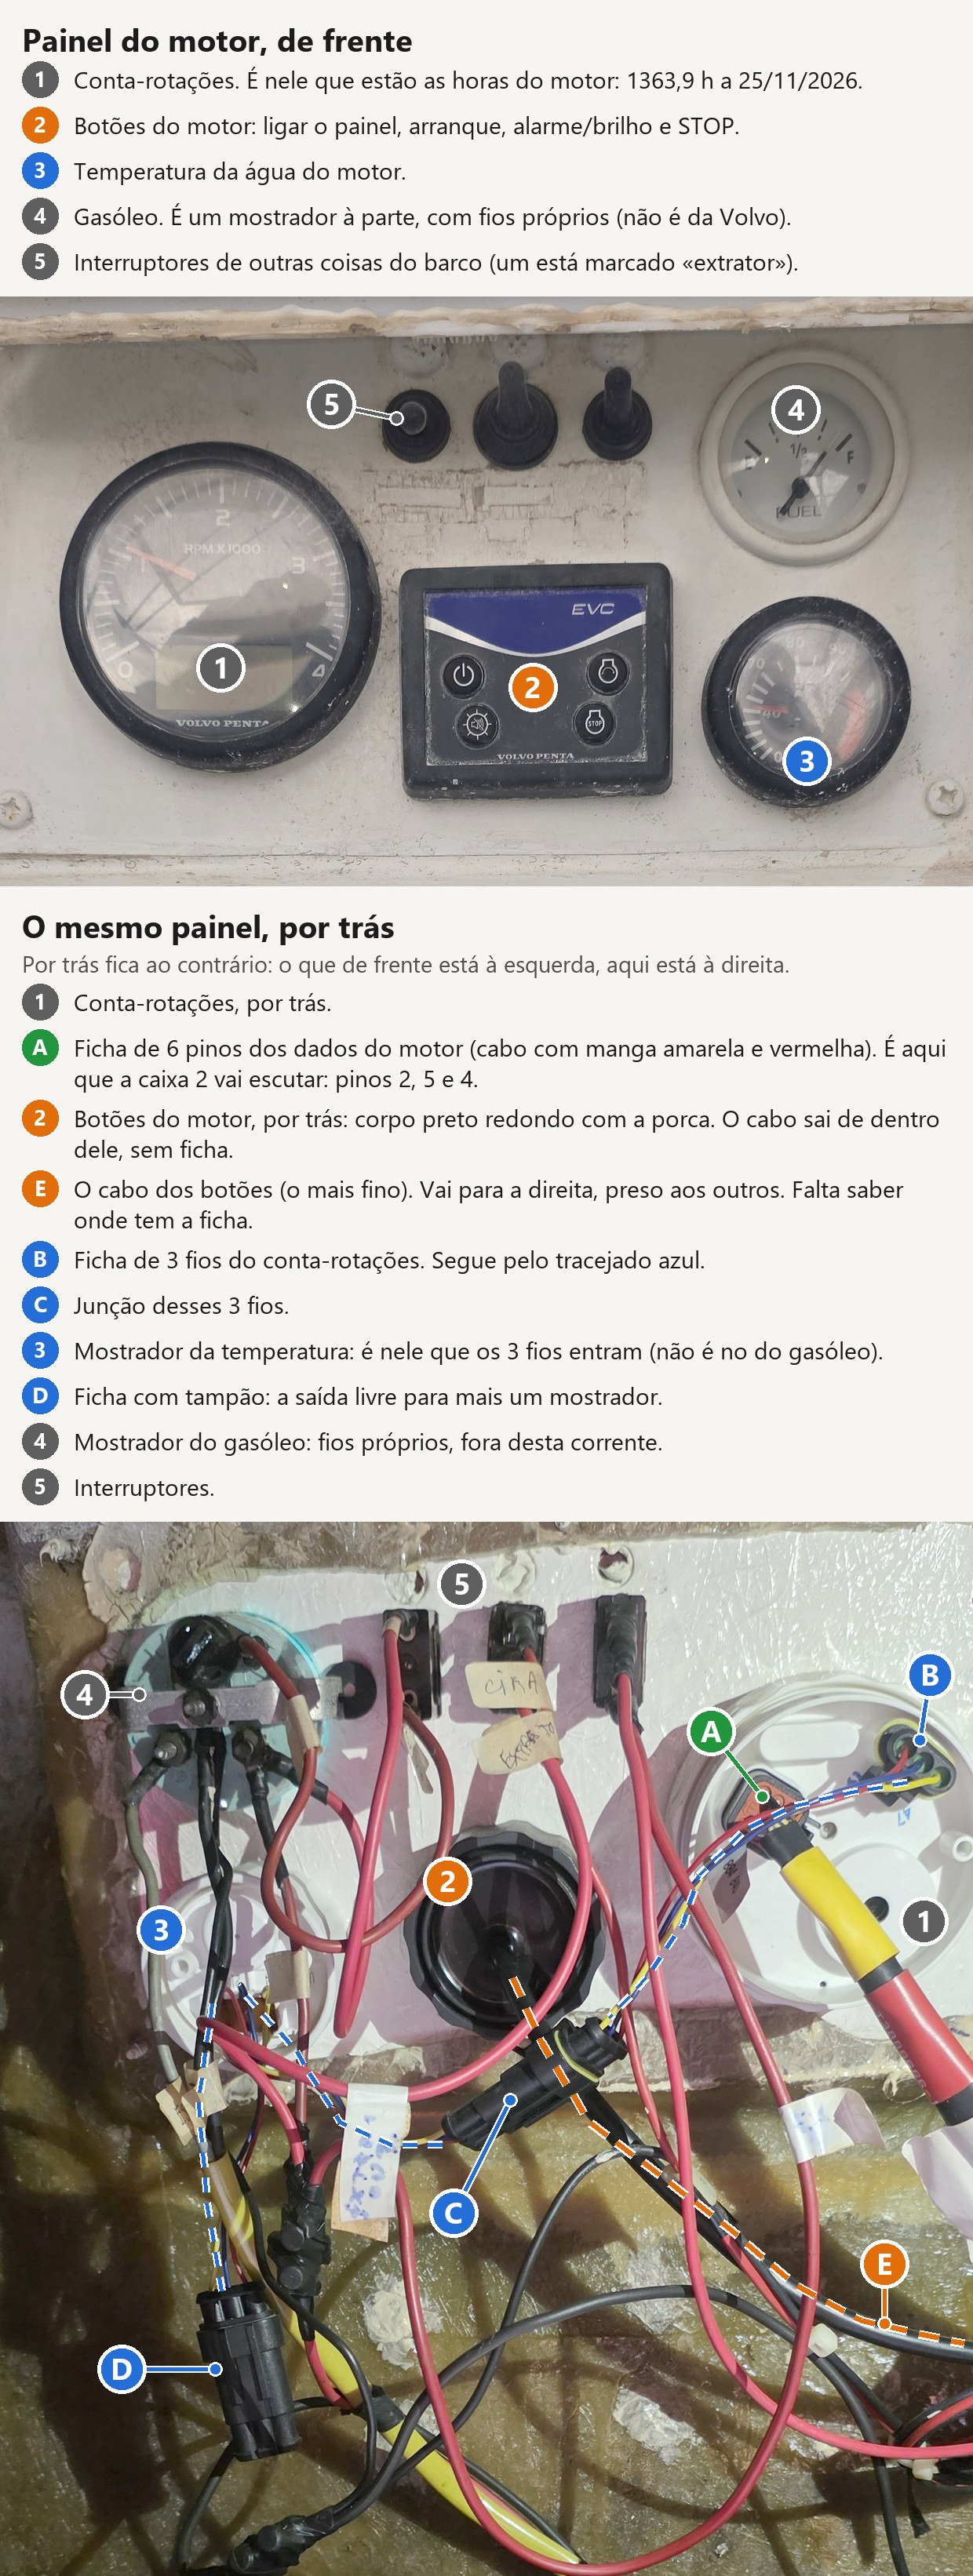 Painel do motor, de frente
1 Conta-rotações. É nele que estão as horas do motor: 1363,9 h a 25/11/2026.
2 Botões do motor: ligar o painel, arranque, alarme/brilho e STOP.
3 Temperatura da água do motor.
4 Gasóleo. É um mostrador à parte, com fios próprios (não é da Volvo).
5 Interruptores de outras coisas do barco (um está marcado «extrator»).
5
4
1/2
F
FUEL
2
RPM X 1000
1
3
0
4
1
VOLVO PENTA
EVC
2
STOP
VOLVO PENTA
80
90
70
40
3
O mesmo painel, por trás
Por trás fica ao contrário: o que de frente está à esquerda, aqui está à direita.
1 Conta-rotações, por trás.
A Ficha de 6 pinos dos dados do motor (cabo com manga amarela e vermelha). É aqui
que a caixa 2 vai escutar: pinos 2, 5 e 4.
2 Botões do motor, por trás: corpo preto redondo com a porca. O cabo sai de dentro
dele, sem ficha.
E O cabo dos botões (o mais fino). Vai para a direita, preso aos outros. Falta saber
onde tem a ficha.
B Ficha de 3 fios do conta-rotações. Segue pelo tracejado azul.
C Junção desses 3 fios.
3 Mostrador da temperatura: é nele que os 3 fios entram (não é no do gasóleo).
D Ficha com tampão: a saída livre para mais um mostrador.
4 Mostrador do gasóleo: fios próprios, fora desta corrente.
5 Interruptores.
5
B
4
A
2
1
3
C
E
D